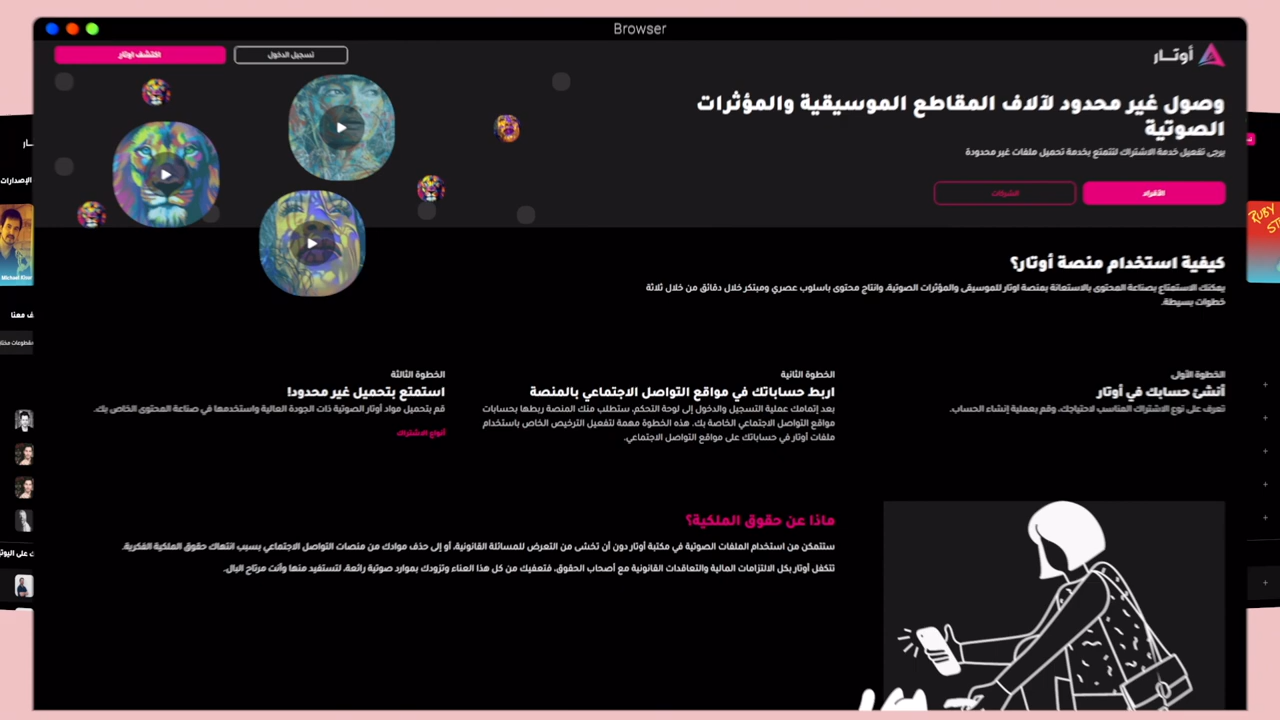 Browser
أوتــار
تسجيل الدخول
اكتشف اوتار
وصول غير محدود لآلاف المقاطع الموسيقية والمؤثرات
الصوتية
يرجى تفعيل خدمة الاشتراك لتتمتع بخدمة تحميل ملفات غير محدودة
الأفراد
الشركات
كيفية استخدام منصة أوتار؟
يمكنك الاستمتاع بصناعة المحتوى بالاستعانة بمنصة اوتار للموسيقى والمؤثرات الصوتية، وانتاج محتوى باسلوب عصري ومبتكر خلال دقائق من خلال ثلاثة
خطوات بسيطة.
الخطوة الأولى
أنشئ حسابك في أوتار
تعرف على نوع الاشتراك المناسب لاحتياجك، وقم بعملية إنشاء الحساب.
الخطوة الثانية
اربط حساباتك في مواقع التواصل الاجتماعي بالمنصة
بعد إتمامك عملية التسجيل والدخول إلى لوحة التحكم، ستطلب منك المنصة ربطها بحسابات
مواقع التواصل الاجتماعي الخاصة بك. هذه الخطوة مهمة لتفعيل الترخيص الخاص باستخدام
ملفات أوتار في حساباتك على مواقع التواصل الاجتماعي.
الخطوة الثالثة
استمتع بتحميل غير محدود!
قم بتحميل مواد أوتار الصوتية ذات الجودة العالية واستخدمها في صناعة المحتوى الخاص بك.
أنواع الاشتراك
ماذا عن حقوق الملكية؟
ستتمكن من استخدام الملفات الصوتية في مكتبة أوتار دون أن تخشى من التعرض للمسائلة القانونية، أو إلى حذف موادك من منصات التواصل الاجتماعي بسبب انتهاك حقوق الملكية الفكرية.
تتكفل أوتار بكل الالتزامات المالية والتعاقدات القانونية مع أصحاب الحقوق، فتعفيك من كل هذا العناء وتزودك بموارد صوتية رائعة، لتستفيد منها وأنت مرتاح البال.
الإصدارات
RUBY